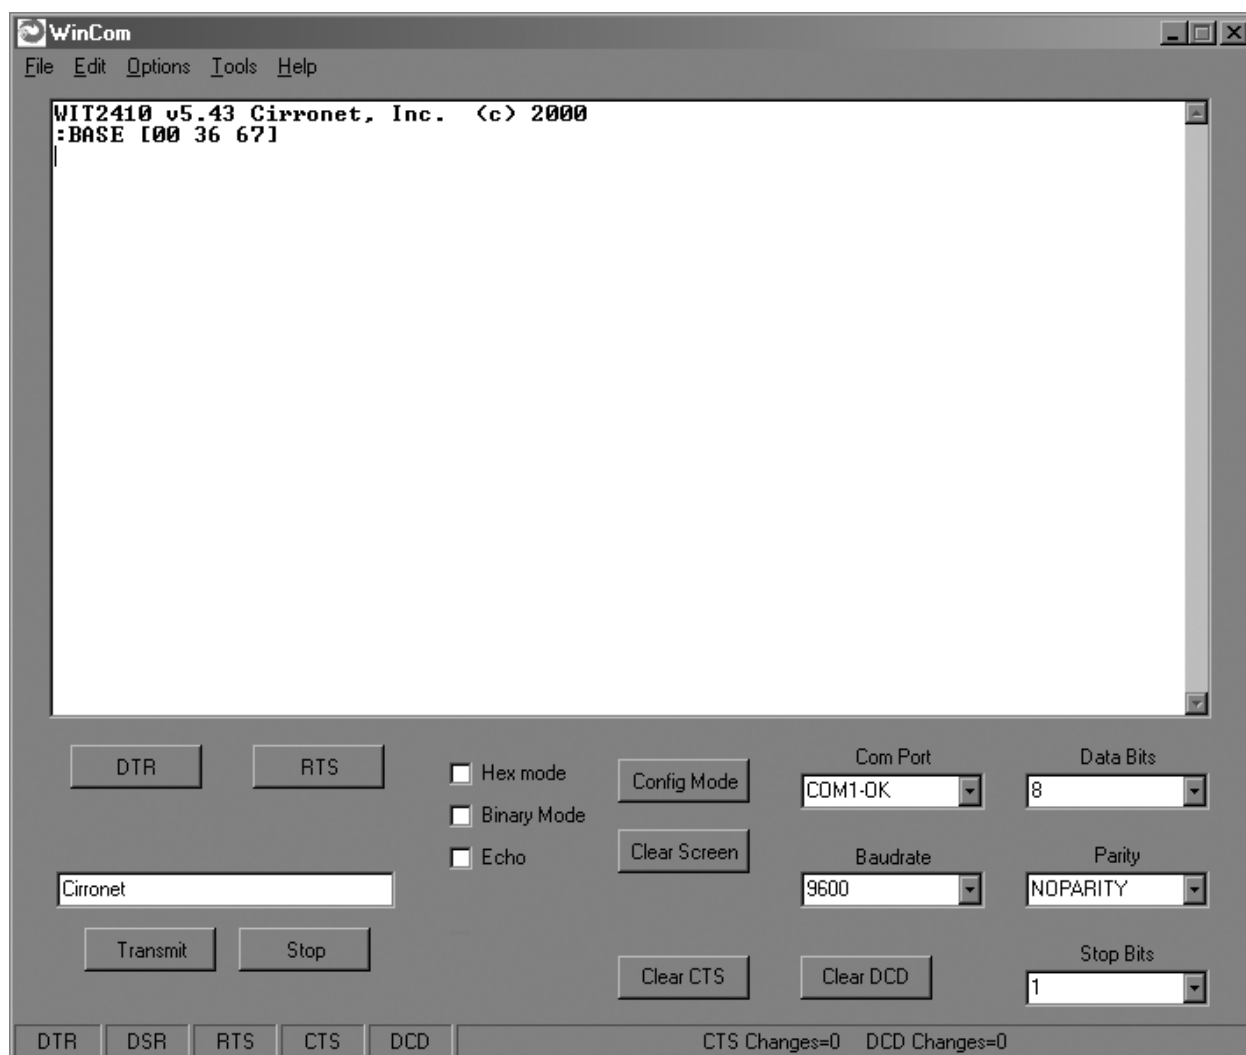 WinCom
File Edit Options Tools Help
WIT2410 v5.43 Cirronet, Inc. (c) 2000
:BASE [00 36 67]
DTR RTS
Hex mode
Binary Mode
Echo
Config Mode
Clear Screen
Com Port
COM1-OK
Data Bits
8
Baudrate
9600
Parity
NOPARITY
Cirronet
Transmit Stop
Clear CTS Clear DCD
Stop Bits
1
DTR DSR RTS CTS DCD CTS Changes=0 DCD Changes=0